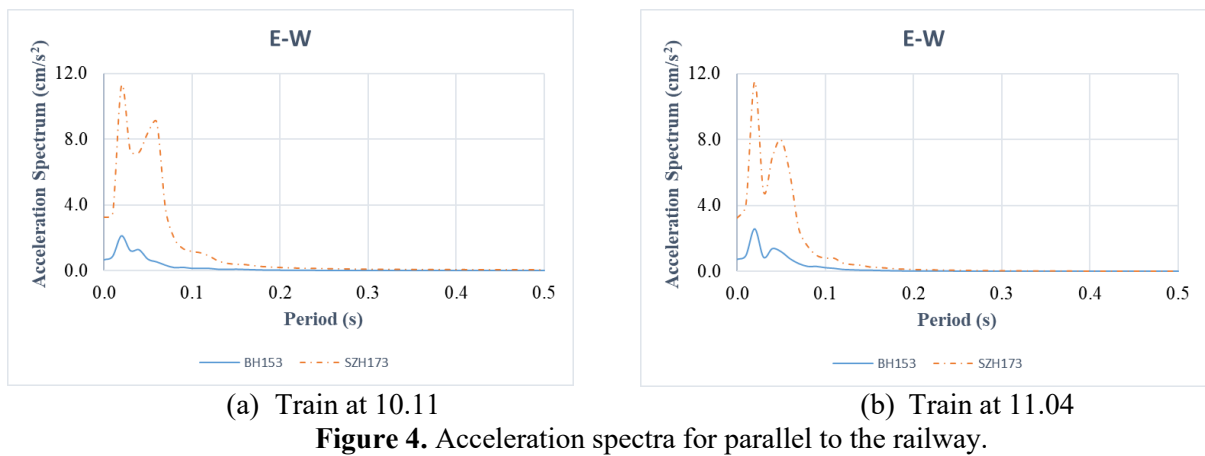 E-W
Acceleration Spectrum (cm/s²)
12.0
8.0
4.0
0.0
0.0 0.1 0.2 0.3 0.4 0.5
Period (s)
BH153 SZH173
(a) Train at 10.11
E-W
Acceleration Spectrum (cm/s²)
12.0
8.0
4.0
0.0
0.0 0.1 0.2 0.3 0.4 0.5
Period (s)
BH153 SZH173
(b) Train at 11.04
Figure 4. Acceleration spectra for parallel to the railway.